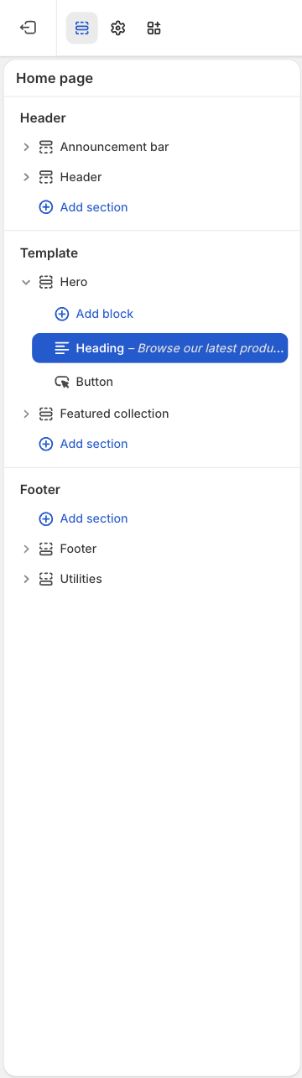 Home page
Header
Announcement bar
Header
Add section
Template
Hero
Add block
Heading – Browse our latest produ...
Button
Featured collection
Add section
Footer
Add section
Footer
Utilities